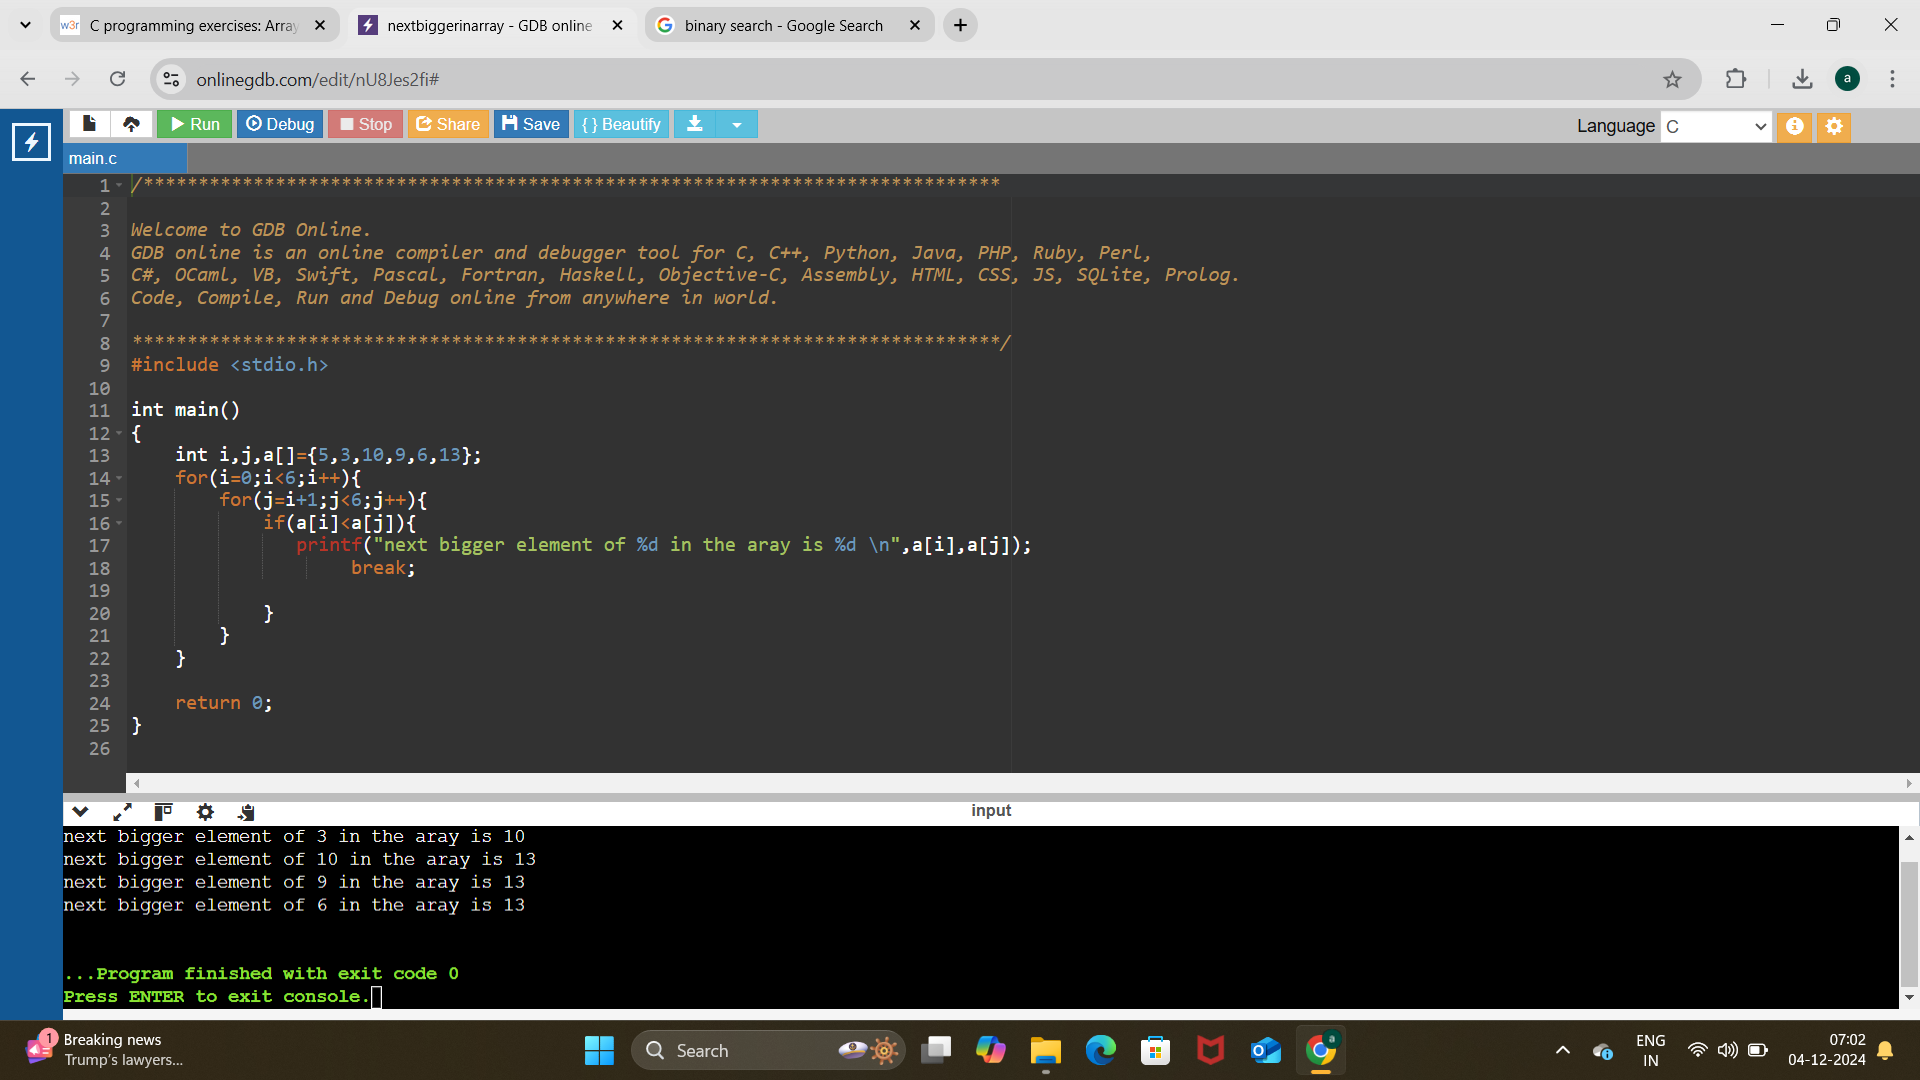 w3r C programming exercises: Array
nextbiggerinarray - GDB online
binary search - Google Search
onlinegdb.com/edit/nU8Jes2fi#
a
Run
Debug
Stop
Share
Save
{ } Beautify
Language C
main.c
1 /******************************************************************************
2
3 Welcome to GDB Online.
4 GDB online is an online compiler and debugger tool for C, C++, Python, Java, PHP, Ruby, Perl,
5 C#, OCaml, VB, Swift, Pascal, Fortran, Haskell, Objective-C, Assembly, HTML, CSS, JS, SQLite, Prolog.
6 Code, Compile, Run and Debug online from anywhere in world.
7
8 *******************************************************************************/
9 #include <stdio.h>
10
11 int main()
12 {
13 int i,j,a[]={5,3,10,9,6,13};
14 for(i=0;i<6;i++){
15 for(j=i+1;j<6;j++){
16 if(a[i]<a[j]){
17 printf("next bigger element of %d in the aray is %d \n",a[i],a[j]);
18 break;
19
20 }
21 }
22 }
23
24 return 0;
25 }
26
input
next bigger element of 3 in the aray is 10
next bigger element of 10 in the aray is 13
next bigger element of 9 in the aray is 13
next bigger element of 6 in the aray is 13
...Program finished with exit code 0
Press ENTER to exit console.
1
Breaking news
Trump's lawyers...
Search
a
ENG
IN
07:02
04-12-2024